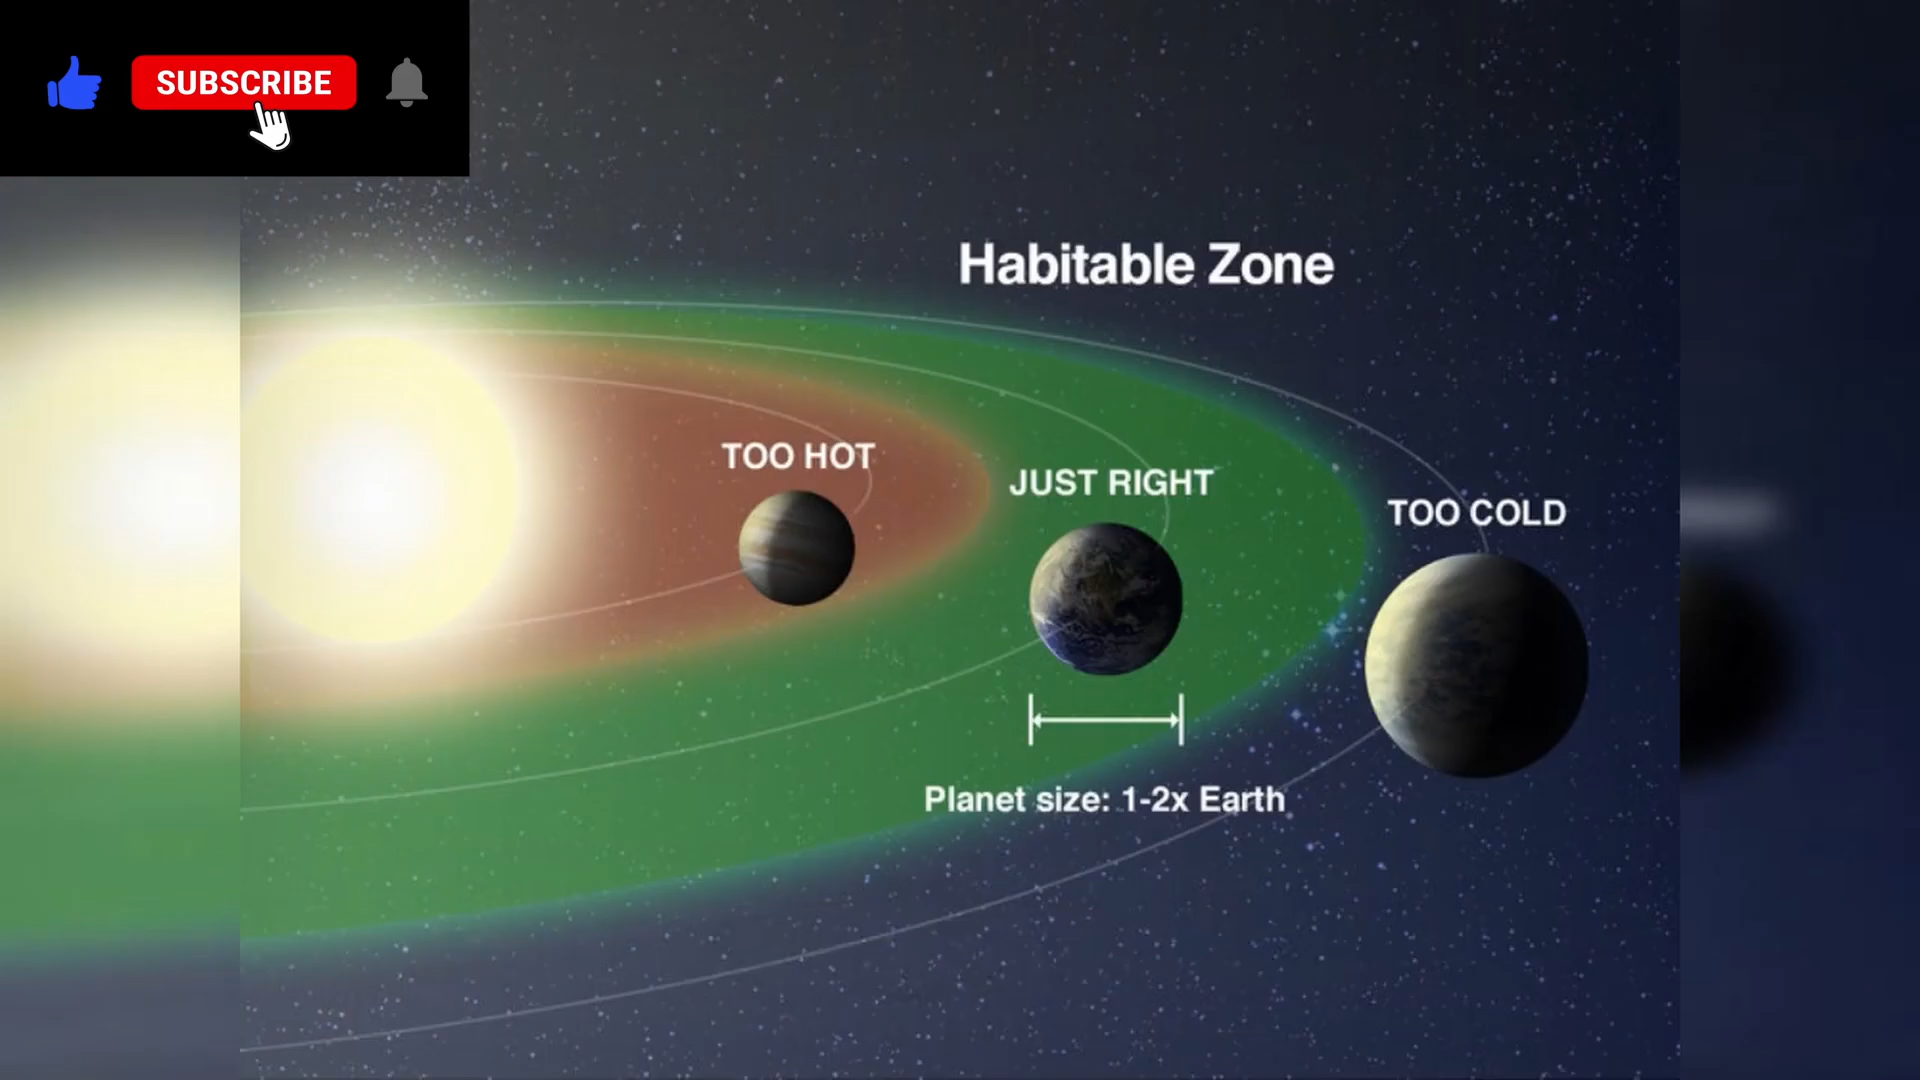 SUBSCRIBE
Habitable Zone
TOO HOT
JUST RIGHT
TOO COLD
Planet size: 1-2x Earth